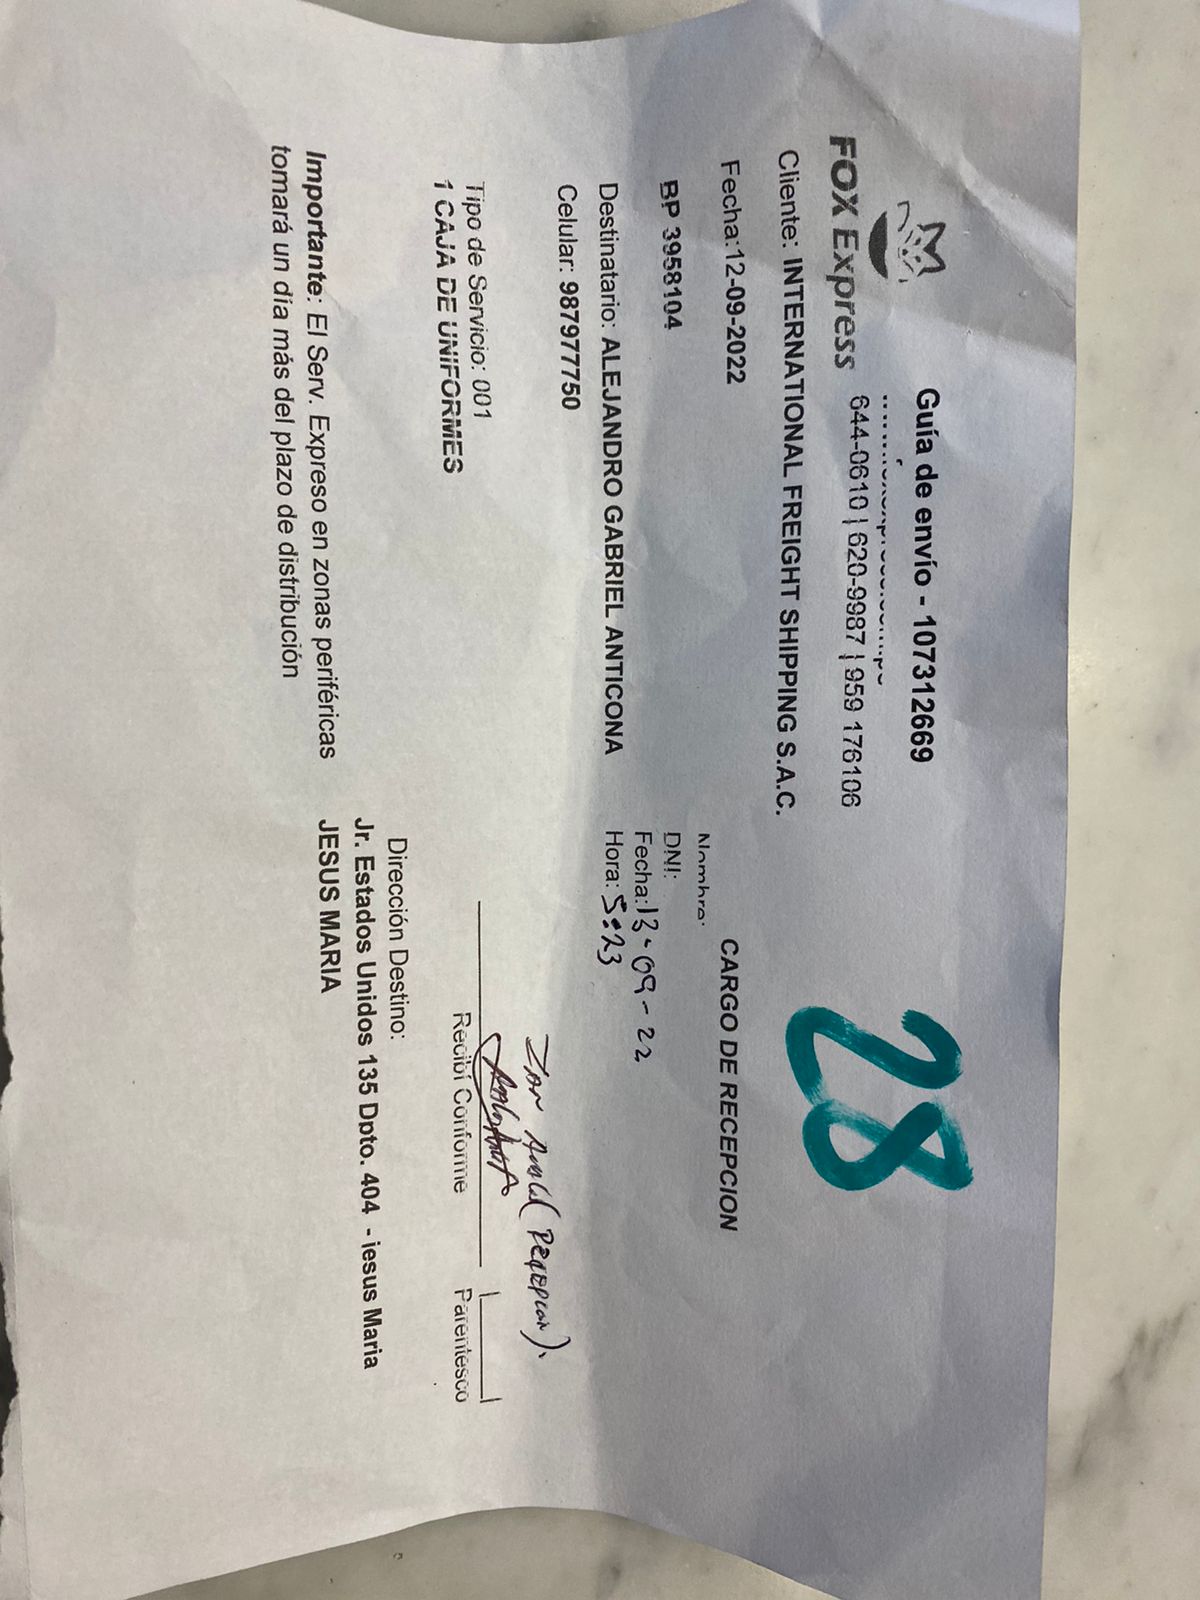 Guía de envío - 107312669
FOX Express
644-0610 | 620-9987 | 959 176106
28
Cliente: INTERNATIONAL FREIGHT SHIPPING S.A.C.
Fecha:12-09-2022
CARGO DE RECEPCION
BP 3958104
Nombre:
DNI:
Fecha: 13-09-22
Hora: 5:23
Destinatario: ALEJANDRO GABRIEL ANTICONA
Celular: 987977750
Tipo de Servicio: 001
1 CAJA DE UNIFORMES
Recibí Conforme
Parentesco
Dirección Destino:
Jr. Estados Unidos 135 Dpto. 404 - iesus Maria
JESUS MARIA
Importante: El Serv. Expreso en zonas periféricas
tomará un dia más del plazo de distribución